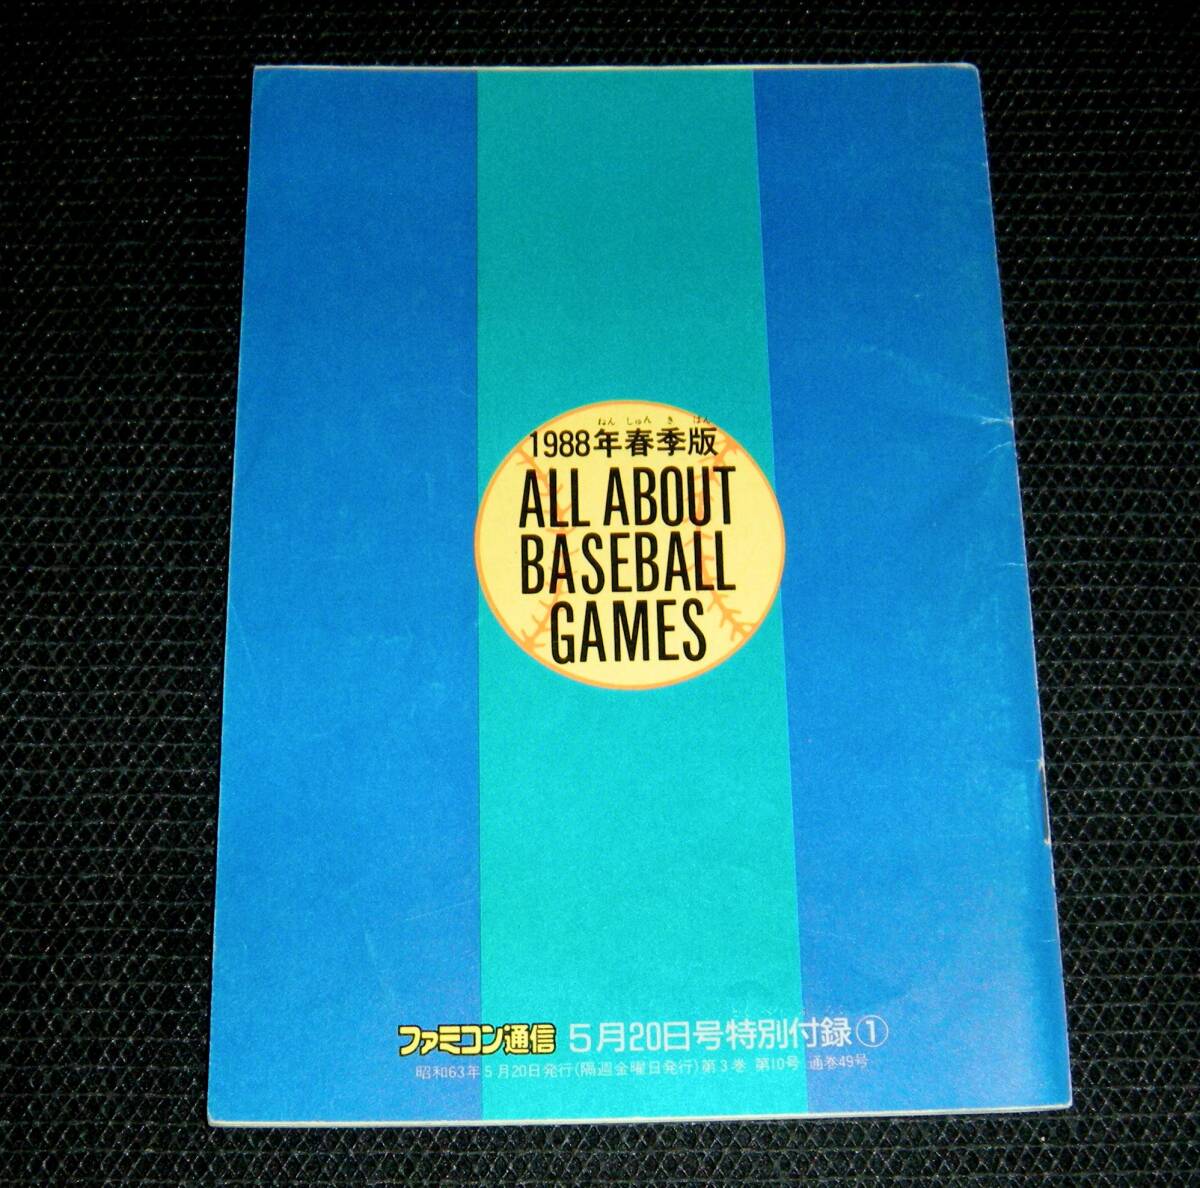 ねん しゅん き ばん
1988年春季版
ALL ABOUT
BASEBALL
GAMES
ファミコン通信 5月20日号特別付録①
昭和63年5月20日発行(隔週金曜日発行)第3巻 第10号 通巻49号